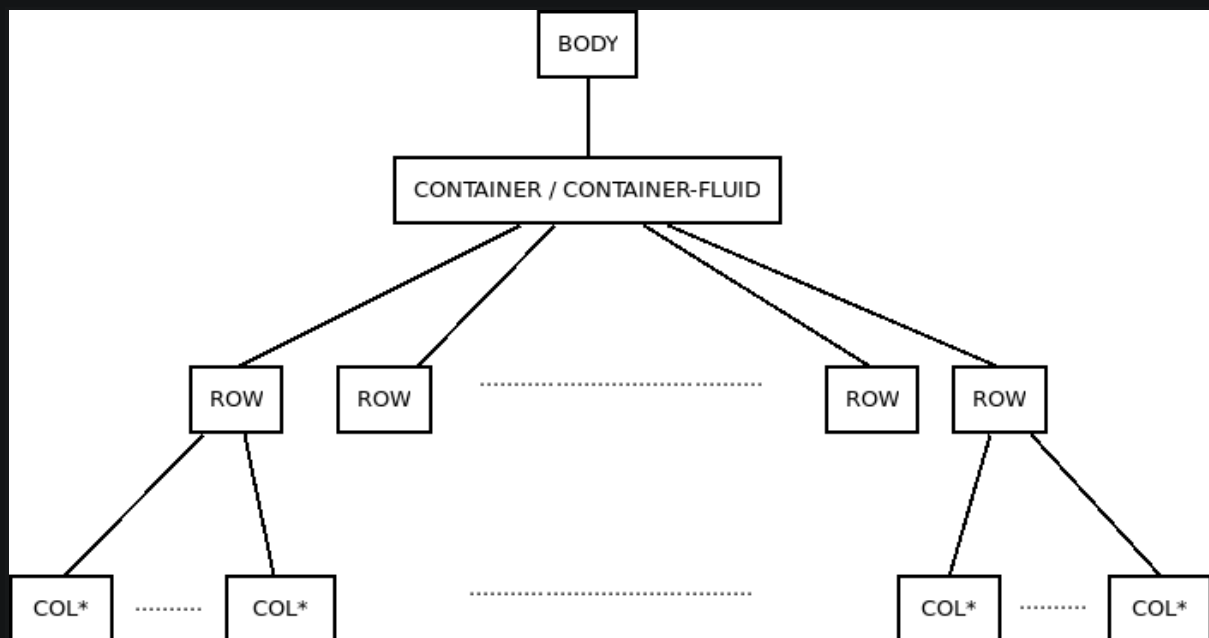 BODY
CONTAINER / CONTAINER-FLUID
ROW
ROW
ROW
ROW
COL*
COL*
COL*
COL*